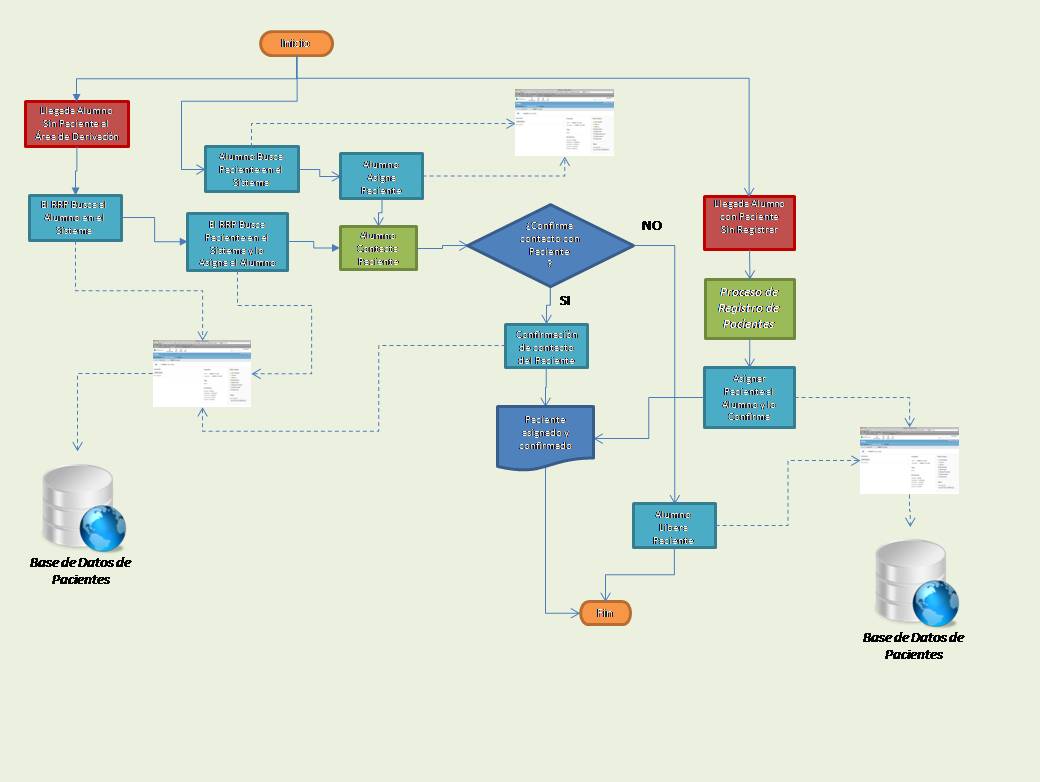 Inicio
Llegada Alumno
Sin Paciente al
Área de Derivación
Alumno Busca
Paciente en el
Sistema
Alumno
Asigna
Paciente
El RRF Busca al
Alumno en el
Sistema
El RRF Busca
Paciente en el
Sistema y lo
Asigna al Alumno
Alumno
Contacta
Paciente
¿Confirma
contacto con
Paciente
?
NO
SI
Llegada Alumno
con Paciente
Sin Registrar
Proceso de
Registro de
Pacientes
Confirmación
de contacto
del Paciente
Asignar
Paciente al
Alumno y lo
Confirma
Paciente
asignado y
confirmado
Alumno
Libera
Paciente
Fin
Base de Datos de
Pacientes
Base de Datos de
Pacientes